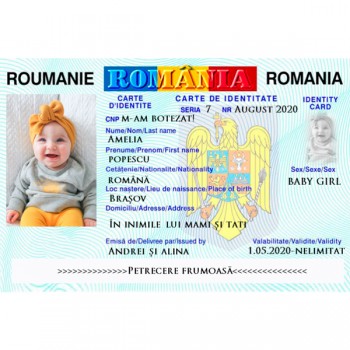 ROUMANIE ROMÂNIA ROMANIA
CARTE D'IDENTITE
CARTE DE IDENTITATE
IDENTITY CARD
SERIA 7 NR AUGUST 2020
CNP M-AM BOTEZAT!
Nume/Nom/Last name
AMELIA
Prenume/Prenom/First name
POPESCU
Cetățenie/Nationalite/Nationality
ROMÂNĂ
Sex/Sexe/Sex
BABY GIRL
Loc naștere/Lieu de naissance/Place of birth
BRAȘOV
Domiciliu/Adresse/Address
ÎN INIMILE LUI MAMI ȘI TATI
Emisă de/Delivree par/Issued by
ANDREI ȘI ALINA
Valabilitate/Validite/Validity
1.05.2020-NELIMITAT
>>>>>>>>>>>>>>PETRECERE FRUMOASĂ<<<<<<<<<<<<<<<